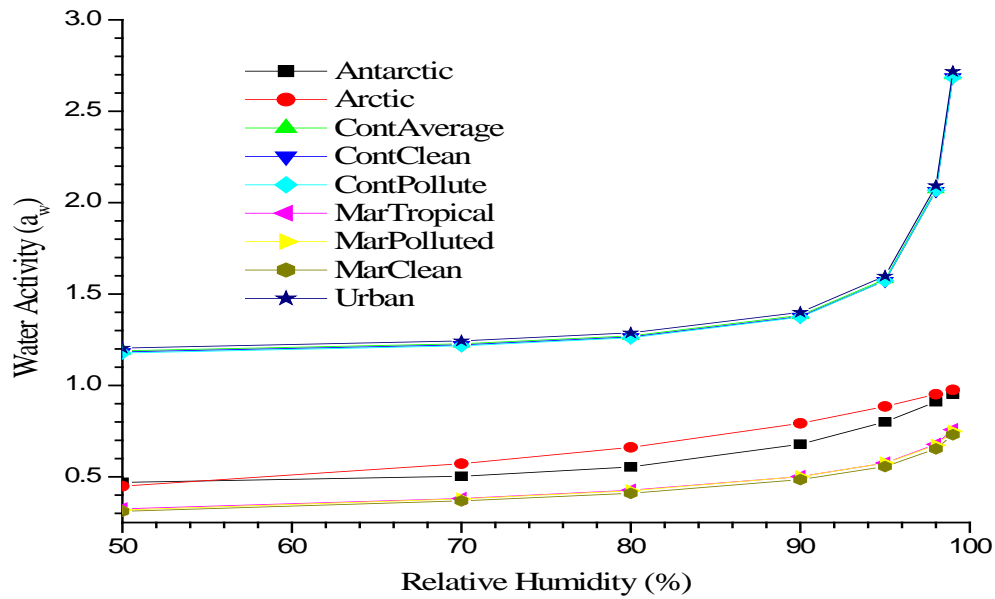 3.0
2.5
2.0
1.5
1.0
0.5
Water Activity (a_w)
Antarctic
Arctic
ContAverage
ContClean
ContPollute
MarTropical
MarPolluted
MarClean
Urban
50 60 70 80 90 100
Relative Humidity (%)